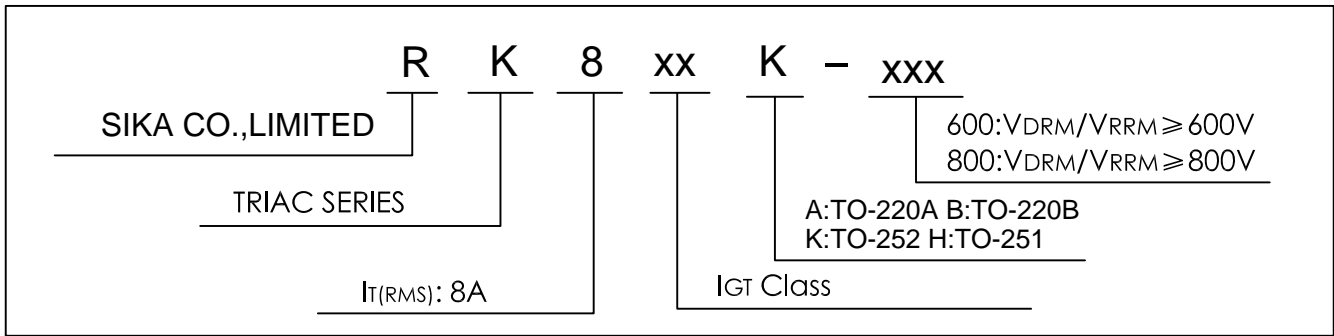 R K 8 xx K - xxx
SIKA CO.,LIMITED
600:VDRM/VRRM≥600V
800:VDRM/VRRM≥800V
TRIAC SERIES
A:TO-220A B:TO-220B
K:TO-252 H:TO-251
IT(RMS): 8A
IGT Class